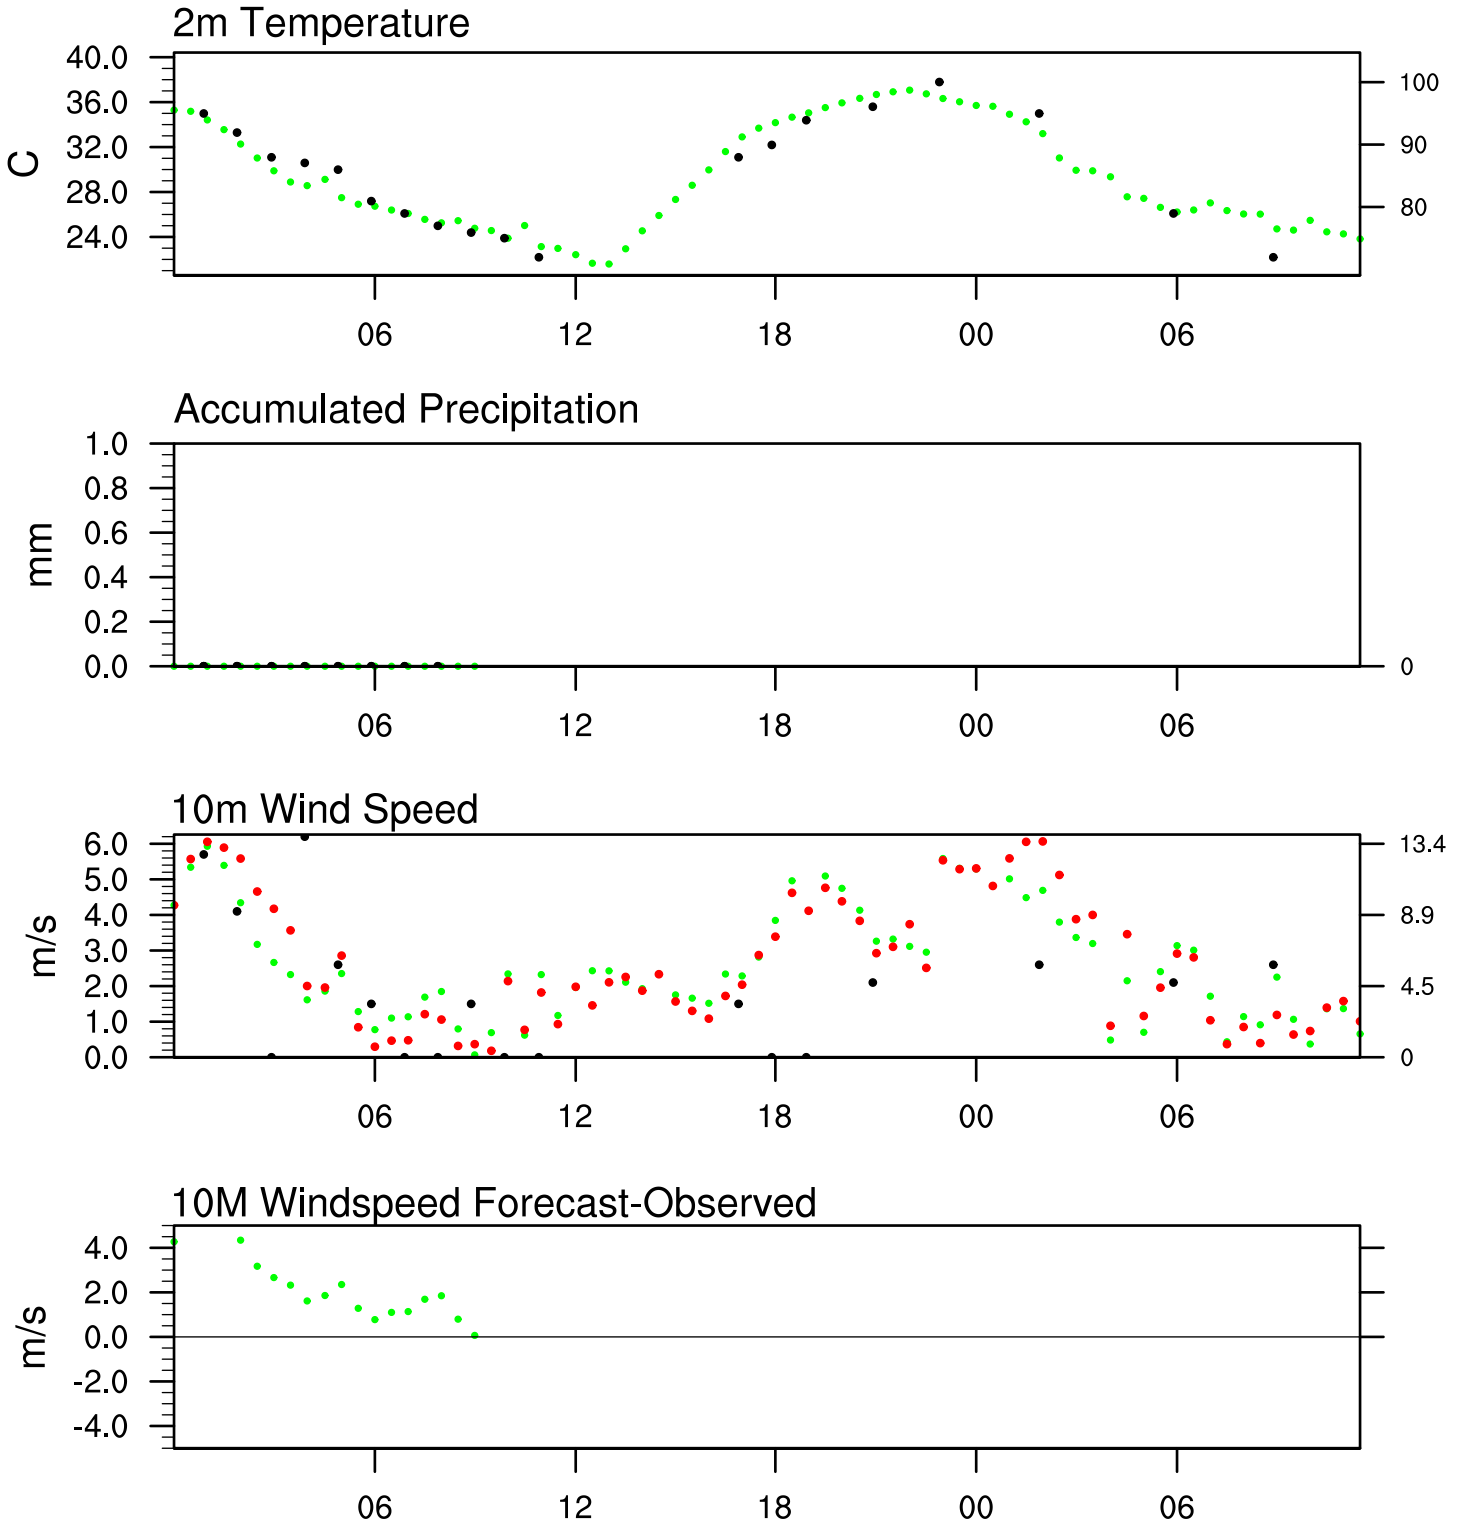 2m Temperature
40.0
36.0
32.0
28.0
24.0
C
100
90
80
06 12 18 00 06
Accumulated Precipitation
1.0
0.8
0.6
0.4
0.2
0.0
mm
0
06 12 18 00 06
10m Wind Speed
6.0
5.0
4.0
3.0
2.0
1.0
0.0
m/s
13.4
8.9
4.5
0
06 12 18 00 06
10M Windspeed Forecast-Observed
4.0
2.0
0.0
-2.0
-4.0
m/s
06 12 18 00 06